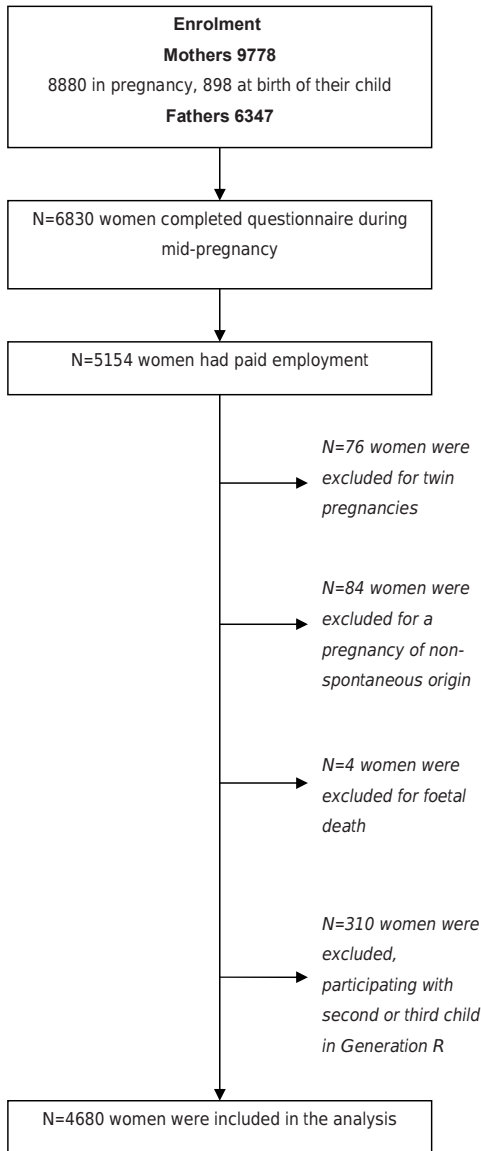 Enrolment
Mothers 9778
8880 in pregnancy, 898 at birth of their child
Fathers 6347
N=6830 women completed questionnaire during
mid-pregnancy
N=5154 women had paid employment
N=76 women were
excluded for twin
pregnancies
N=84 women were
excluded for a
pregnancy of non-
spontaneous origin
N=4 women were
excluded for foetal
death
N=310 women were
excluded,
participating with
second or third child
in Generation R
N=4680 women were included in the analysis